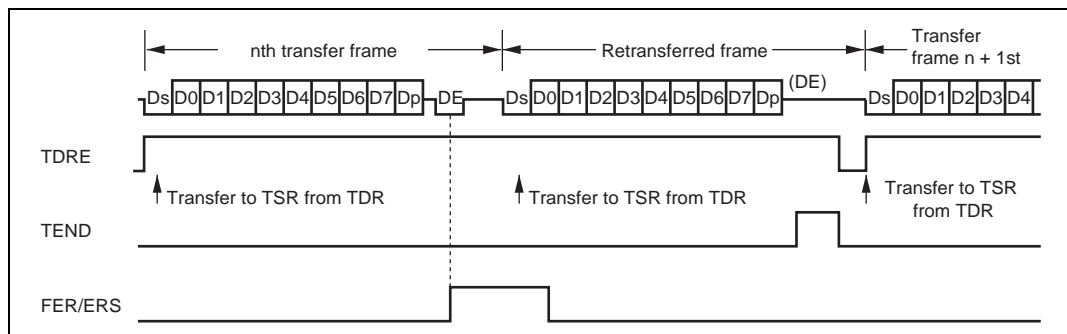 nth transfer frame
Retransferred frame
Transfer
frame n + 1st
Ds D0 D1 D2 D3 D4 D5 D6 D7 Dp DE
Ds D0 D1 D2 D3 D4 D5 D6 D7 Dp
(DE)
Ds D0 D1 D2 D3 D4
TDRE
Transfer to TSR from TDR
Transfer to TSR from TDR
Transfer to TSR
from TDR
TEND
FER/ERS